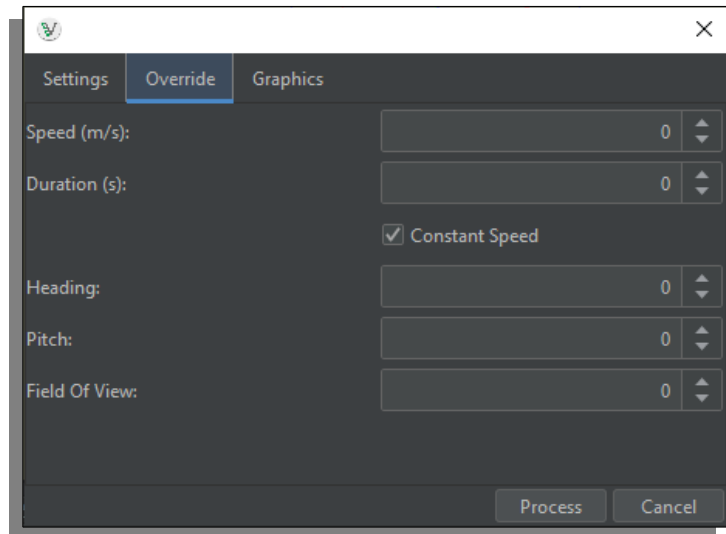 Settings Override Graphics
Speed (m/s): 0
Duration (s): 0
Constant Speed
Heading: 0
Pitch: 0
Field Of View: 0
Process Cancel